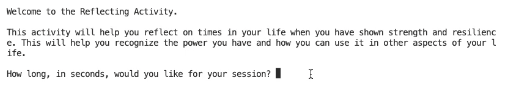 Welcome to the Reflecting Activity.
This activity will help you reflect on times in your life when you have shown strength and resilienc
e. This will help you recognize the power you have and how you can use it in other aspects of your l
ife.
How long, in seconds, would you like for your session?